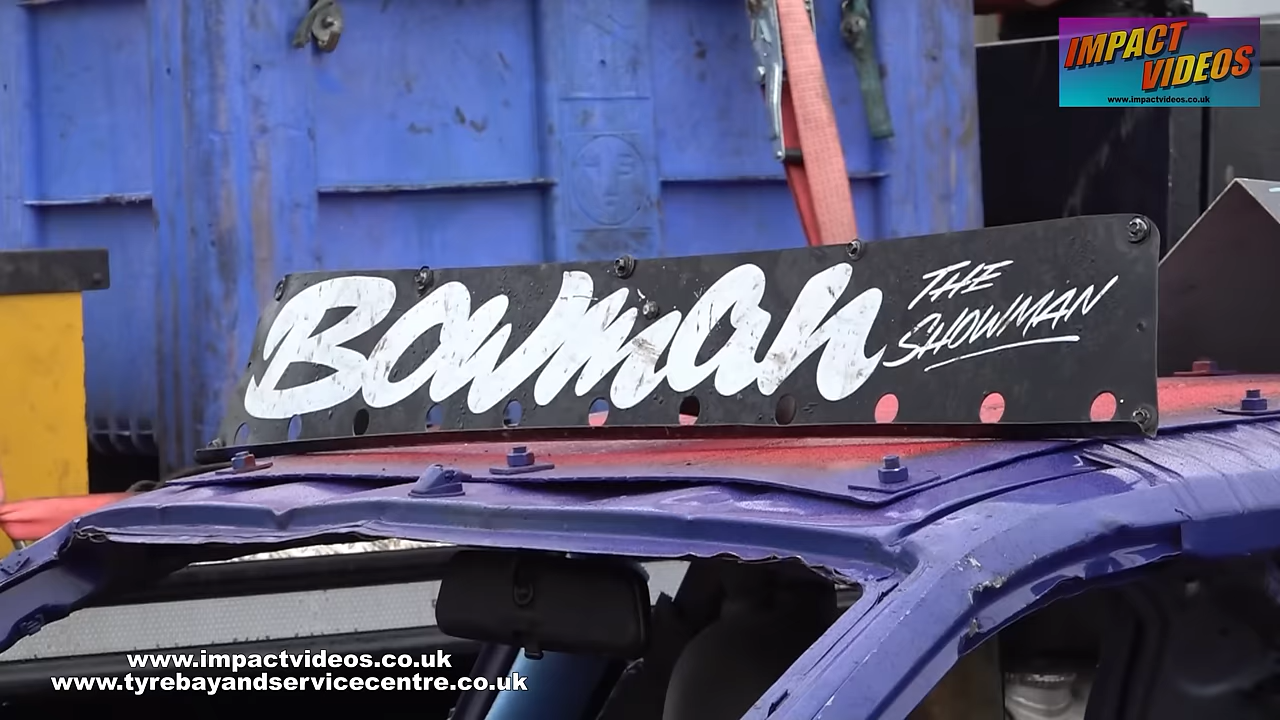 IMPACT
VIDEOS
www.impactvideos.co.uk
Bowman
THE
SHOWMAN
www.impactvideos.co.uk
www.tyrebayandservicecentre.co.uk